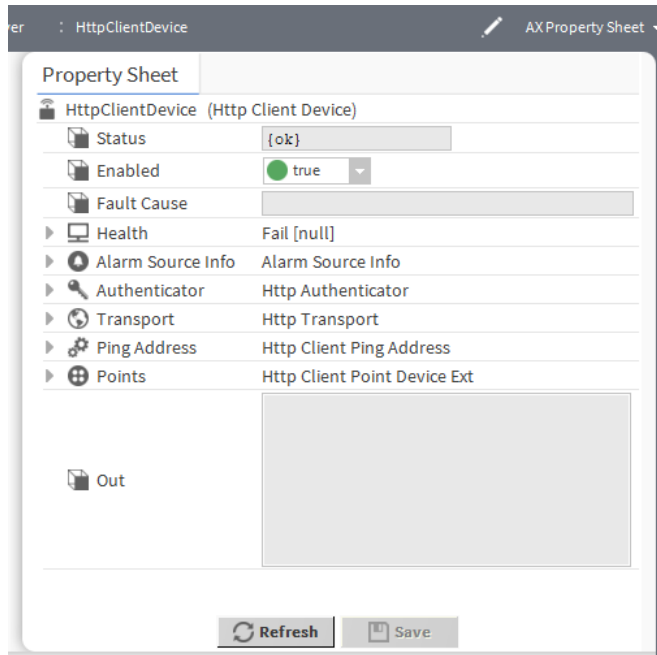 er : HttpClientDevice AX Property Sheet
Property Sheet
HttpClientDevice (Http Client Device)
Status {ok}
Enabled true
Fault Cause
Health Fail [null]
Alarm Source Info Alarm Source Info
Authenticator Http Authenticator
Transport Http Transport
Ping Address Http Client Ping Address
Points Http Client Point Device Ext
Out
Refresh Save